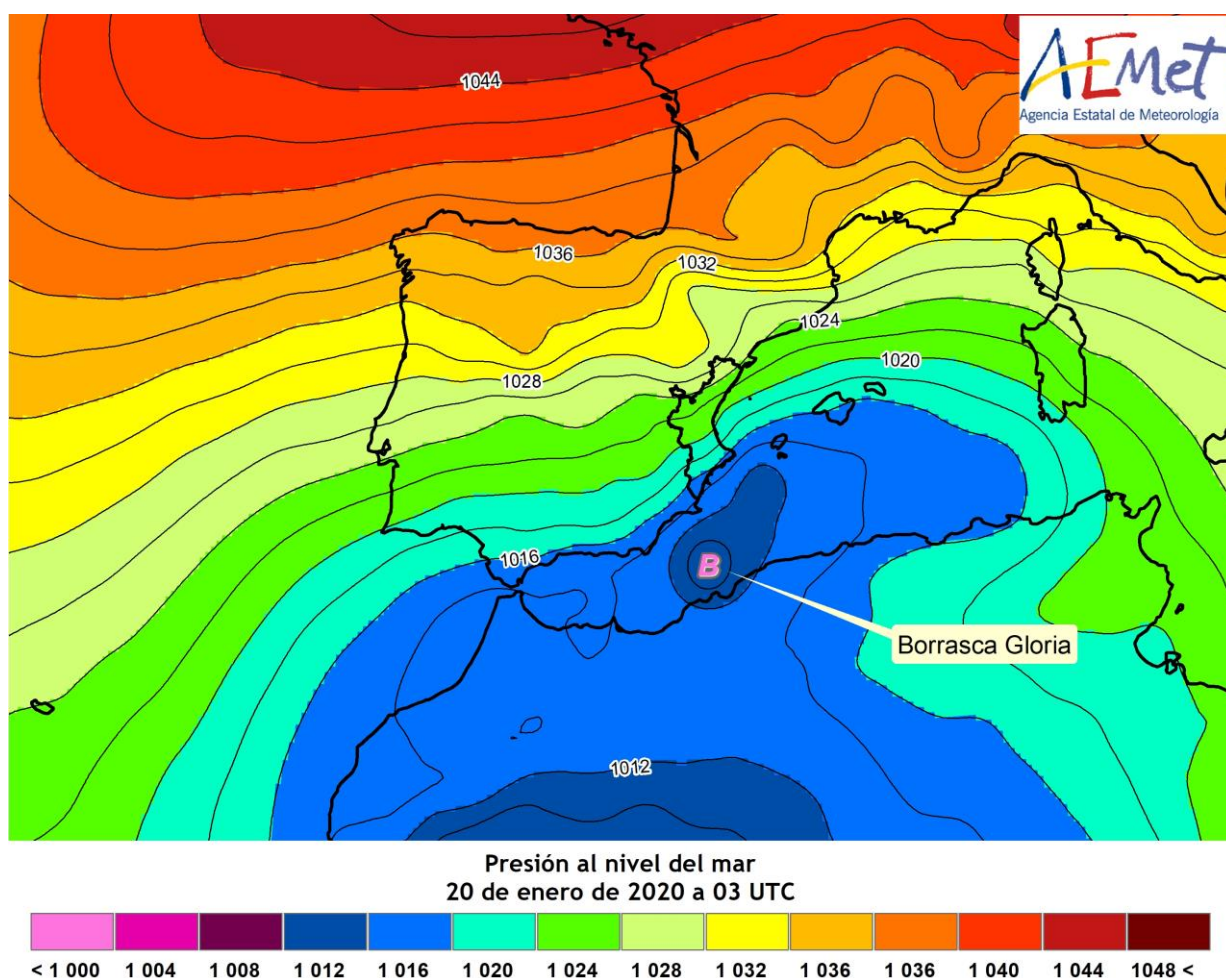 AEMet
Agencia Estatal de Meteorología
1044
1036
1032
1024
1028
1020
1016
B
Borrasca Gloria
1012
Presión al nivel del mar
20 de enero de 2020 a 03 UTC
< 1 000 1 004 1 008 1 012 1 016 1 020 1 024 1 028 1 032 1 036 1 036 1 040 1 044 1 048 <